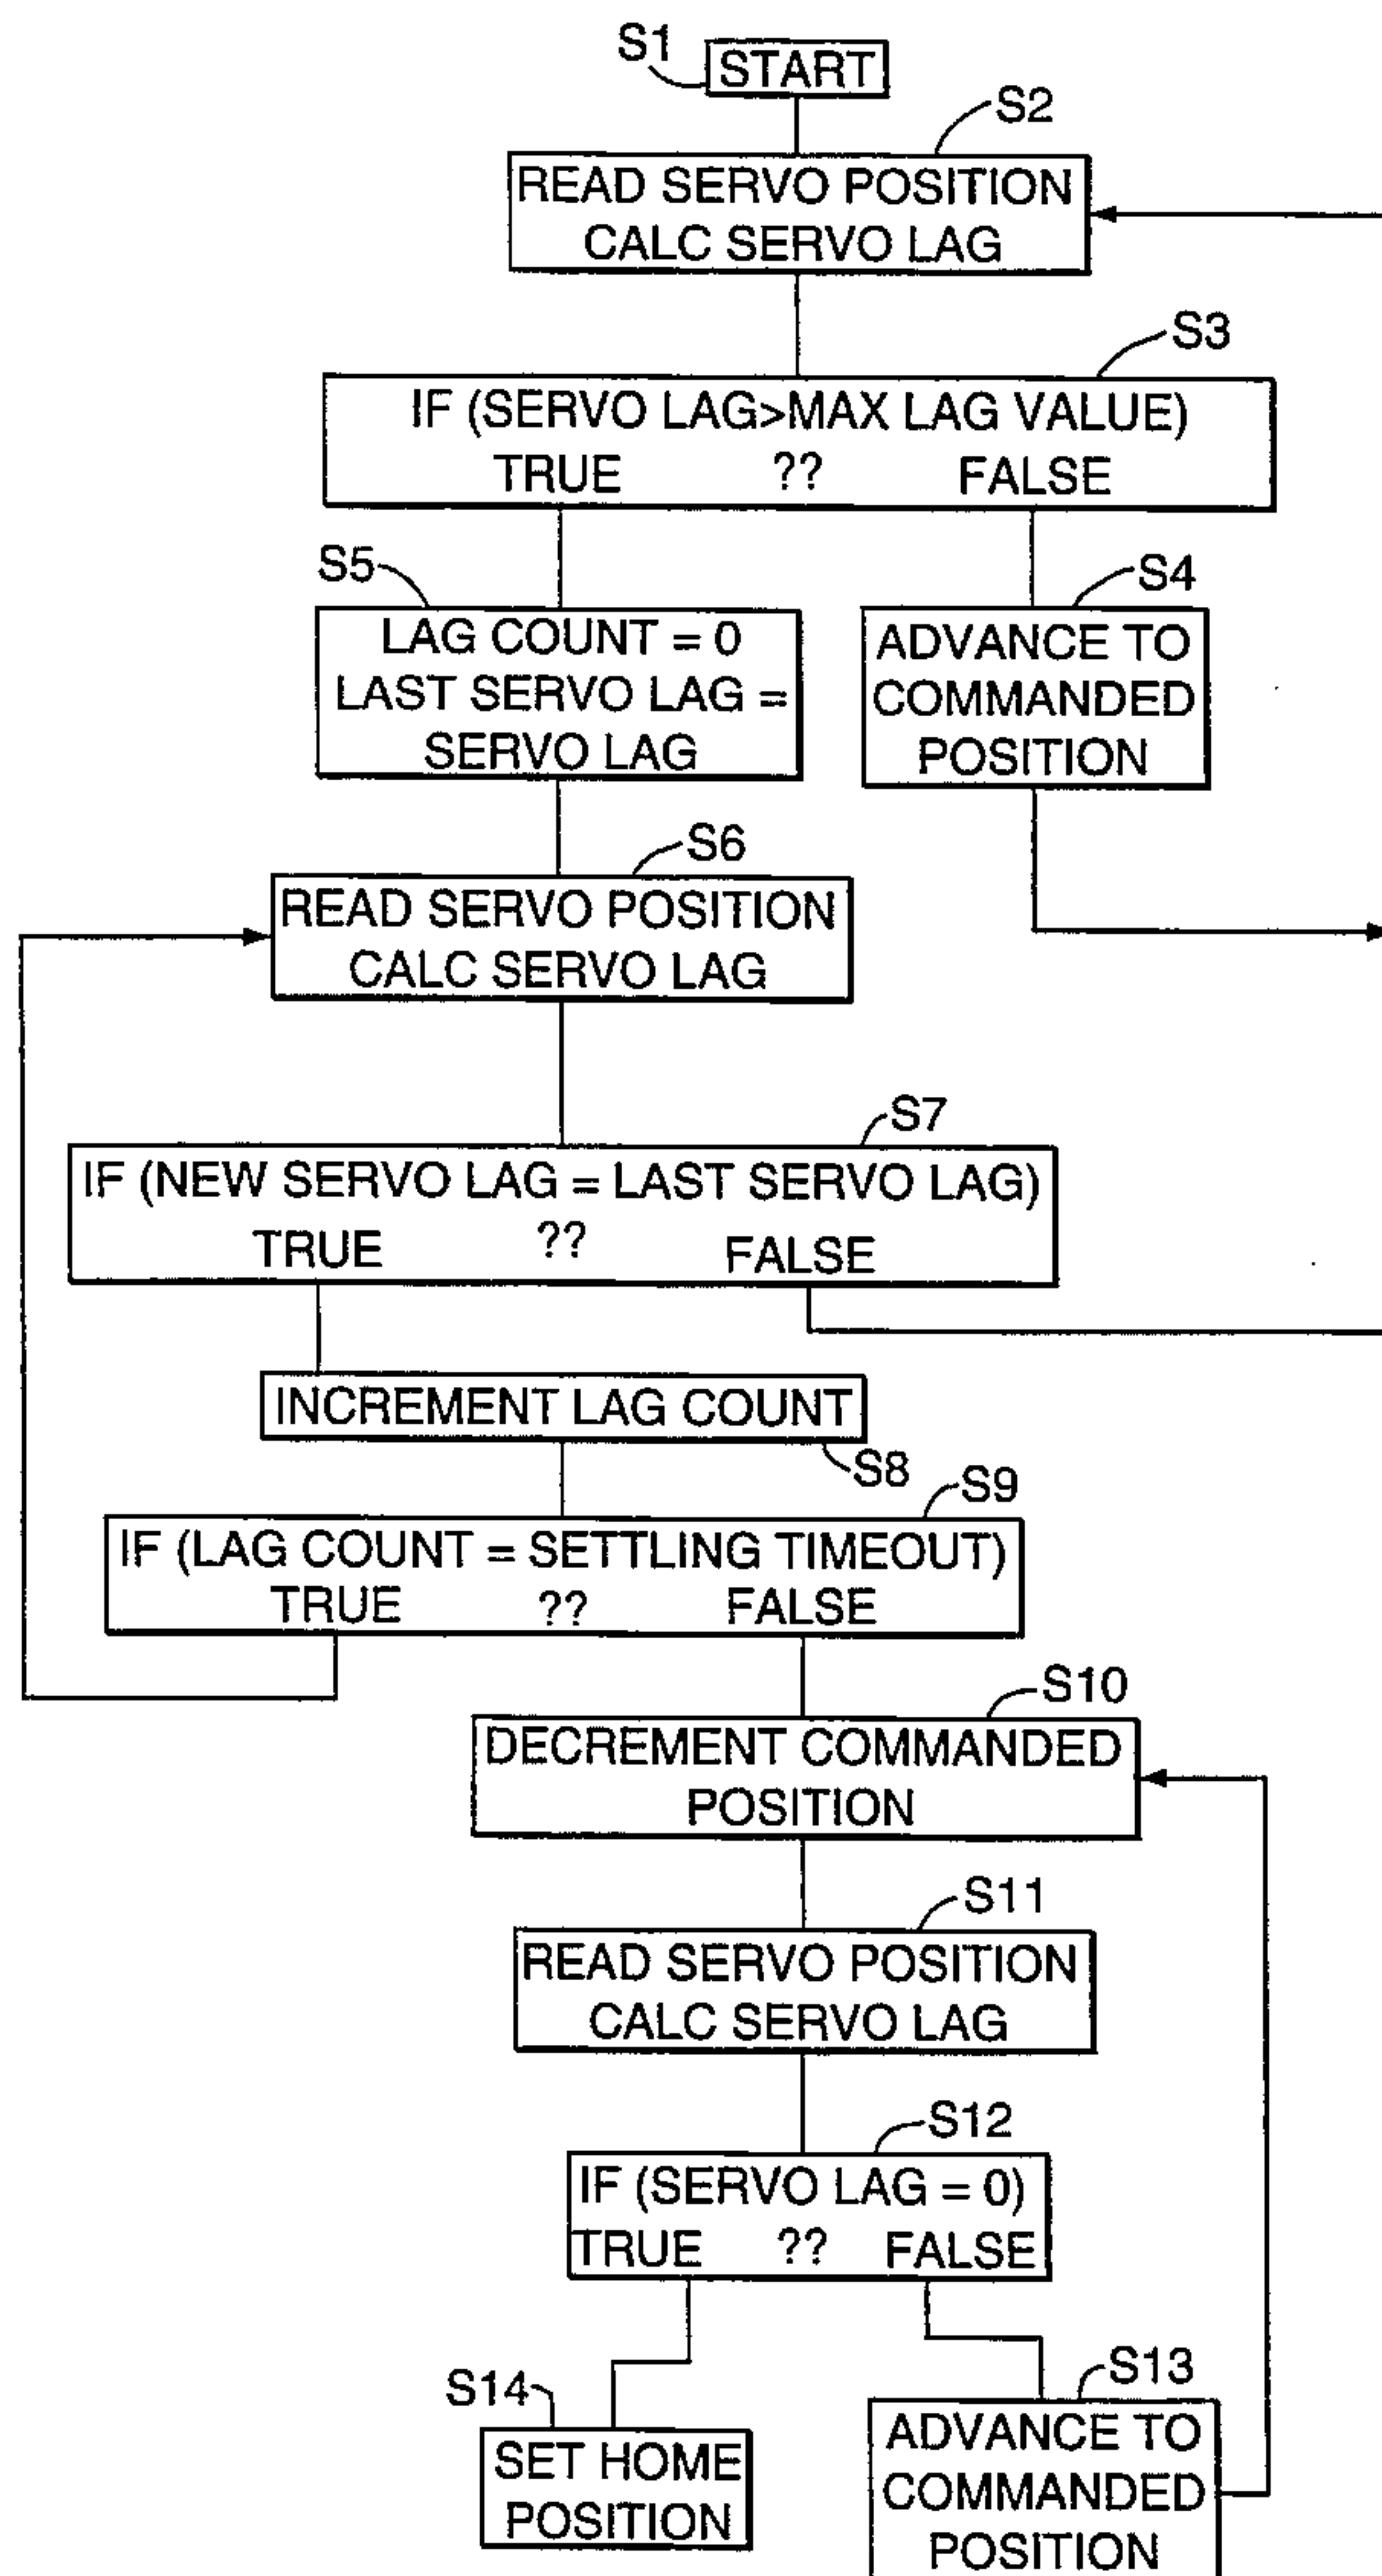 S1
START
S2
READ SERVO POSITION
CALC SERVO LAG
S3
IF (SERVO LAG>MAX LAG VALUE)
TRUE ?? FALSE
S5
LAG COUNT = 0
LAST SERVO LAG =
SERVO LAG
S4
ADVANCE TO
COMMANDED
POSITION
S6
READ SERVO POSITION
CALC SERVO LAG
S7
IF (NEW SERVO LAG = LAST SERVO LAG)
TRUE ?? FALSE
INCREMENT LAG COUNT
S8
S9
IF (LAG COUNT = SETTLING TIMEOUT)
TRUE ?? FALSE
S10
DECREMENT COMMANDED
POSITION
S11
READ SERVO POSITION
CALC SERVO LAG
S12
IF (SERVO LAG = 0)
TRUE ?? FALSE
S14
SET HOME
POSITION
S13
ADVANCE TO
COMMANDED
POSITION